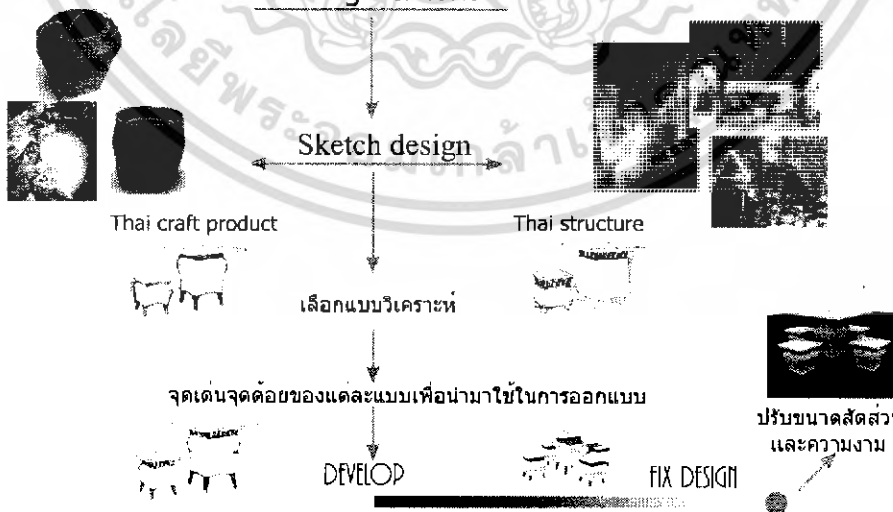 Sketch design
Thai craft product
Thai structure
เลือกแบบวิเคราะห์
จุดเด่นจุดด้อยของแต่ละแบบเพื่อนำมาใช้ในการออกแบบ
ปรับขนาดสัดส่ว
และความงาม
DEVELOP
FIX DESIGN